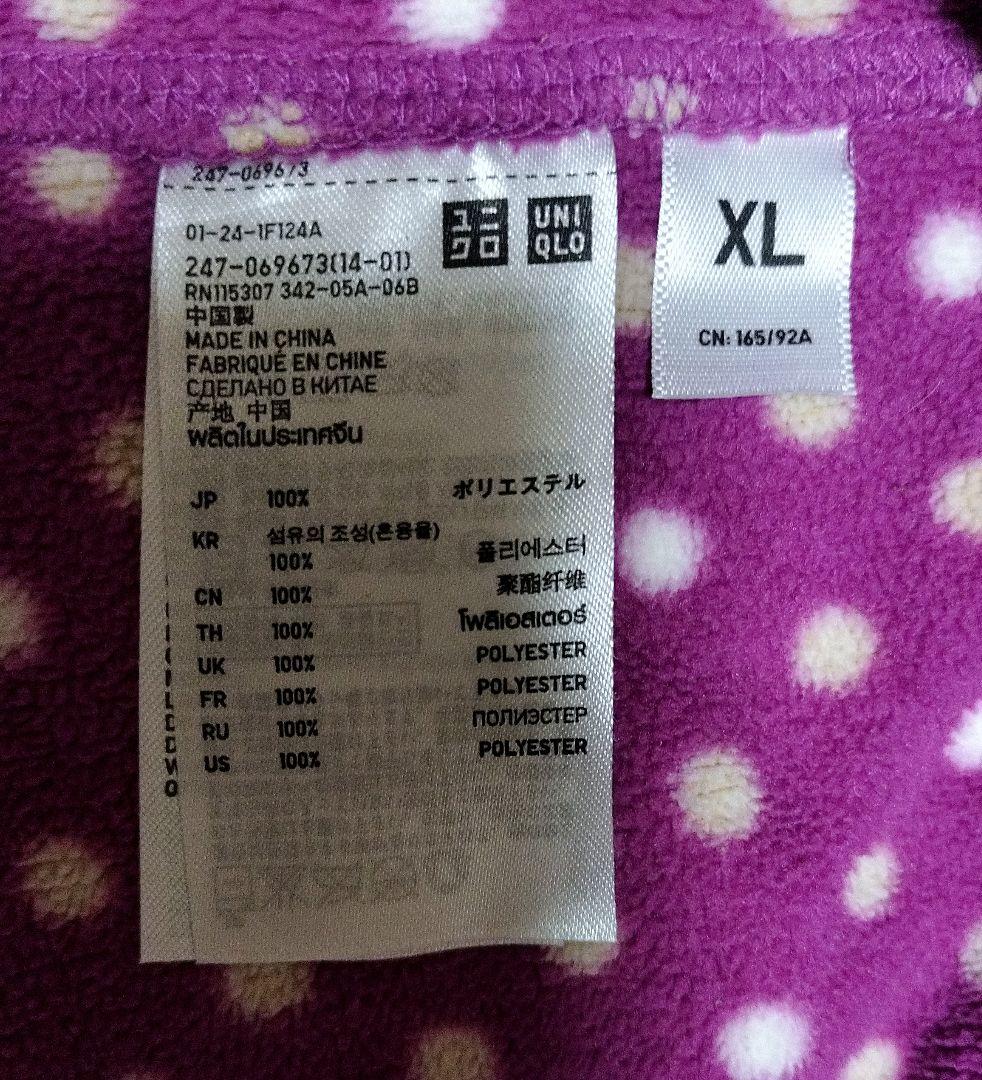 247-069673
01-24-1F124A
ユニクロ
UNIQLO
247-069673(14-01)
RN115307 342-05A-06B
中国製
MADE IN CHINA
FABRIQUÉ EN CHINE
СДЕЛАНО В КИТАЕ
产地 中国
ผลิตในประเทศจีน
JP 100% ポリエステル
KR 섬유의 조성(혼용율)
100% 폴리에스터
CN 100% 聚酯纤维
TH 100% โพลีเอสเตอร์
UK 100% POLYESTER
FR 100% POLYESTER
RU 100% ПОЛИЭСТЕР
US 100% POLYESTER
XL
CN: 165/92A